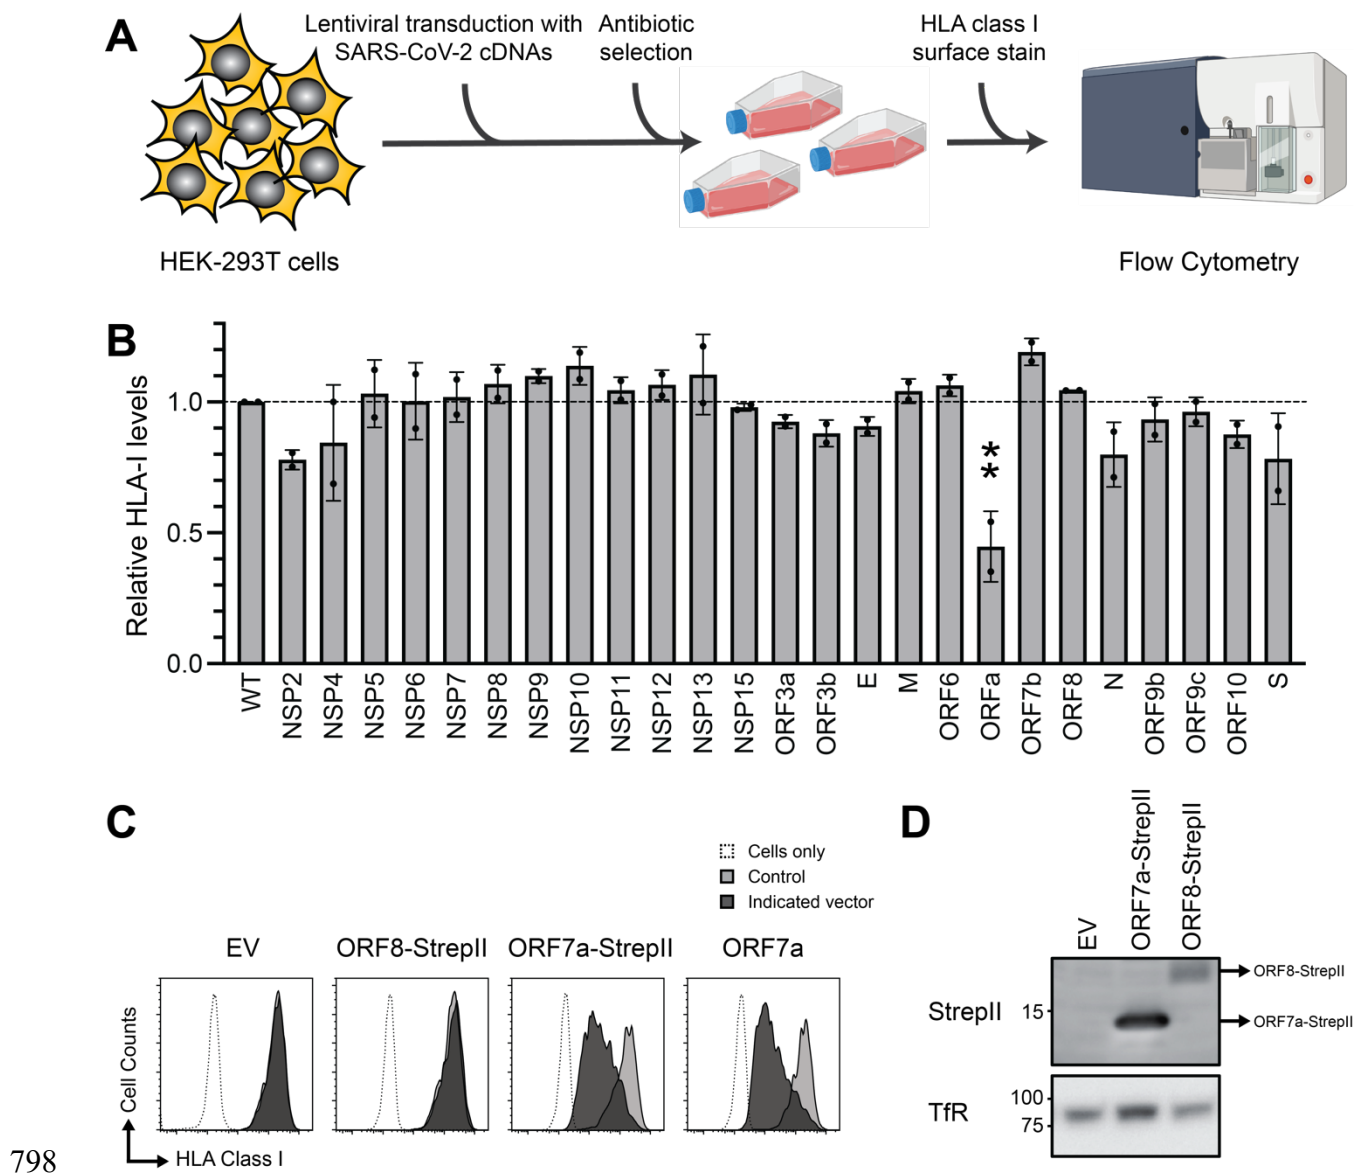 A
Lentiviral transduction with
SARS-CoV-2 cDNAs
Antibiotic
selection
HLA class I
surface stain
HEK-293T cells
Flow Cytometry
B
Relative HLA-I levels
1.0
0.5
0.0
**
WT
NSP2
NSP4
NSP5
NSP6
NSP7
NSP8
NSP9
NSP10
NSP11
NSP12
NSP13
NSP15
ORF3a
ORF3b
E
M
ORF6
ORFa
ORF7b
ORF8
N
ORF9b
ORF9c
ORF10
S
C
Cells only
Control
Indicated vector
EV
ORF8-StrepII
ORF7a-StrepII
ORF7a
Cell Counts
HLA Class I
D
EV
ORF7a-StrepII
ORF8-StrepII
StrepII
15
ORF8-StrepII
ORF7a-StrepII
TfR
100
75
798